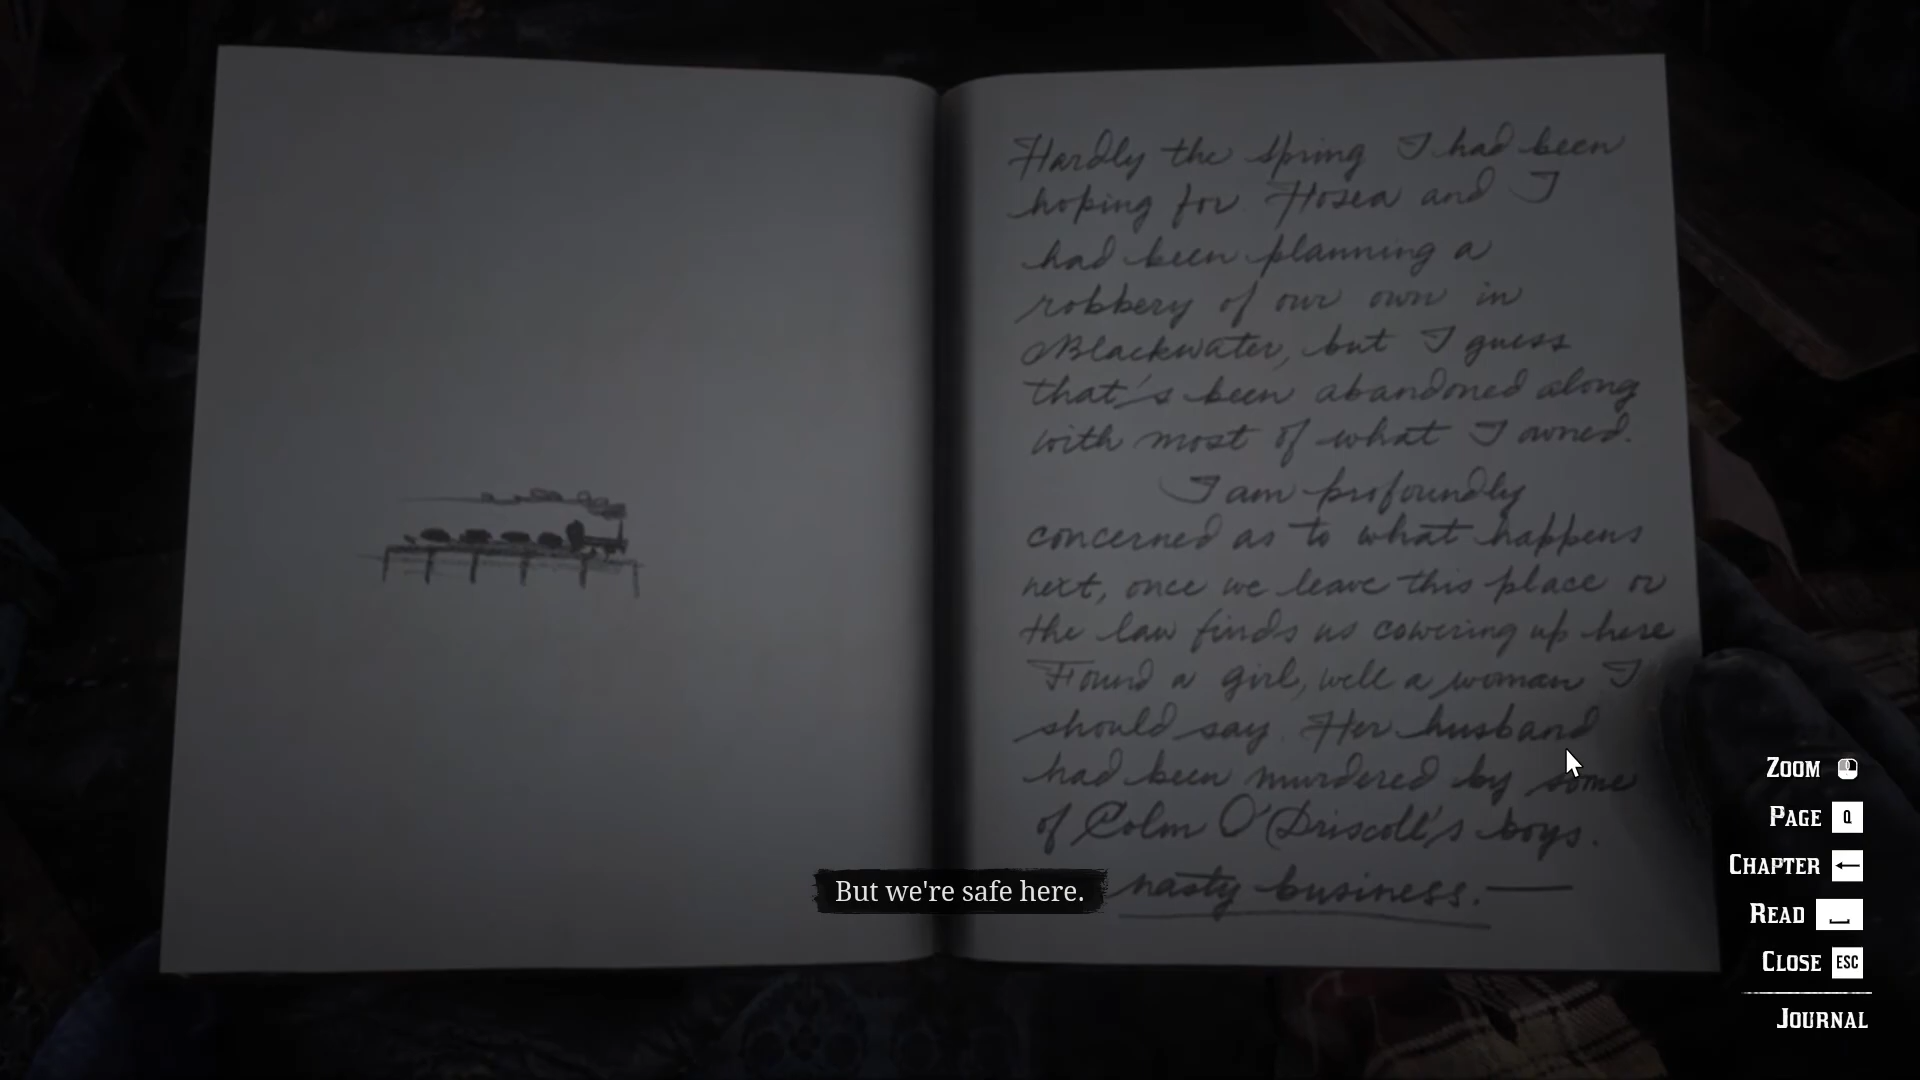 Hardly the spring I had been
hoping for. Hosea and I
had been planning a
robbery of our own in
Blackwater, but I guess
that's been abandoned along
with most of what I owned.
I am profoundly
concerned as to what happens
next, once we leave this place or
the law finds us cowering up here
Found a girl, well a woman I
should say. Her husband
had been murdered by some
of Colm O'Driscoll's boys.
nasty business.—
But we're safe here.
ZOOM
PAGE Q
CHAPTER ←
READ
CLOSE ESC
JOURNAL